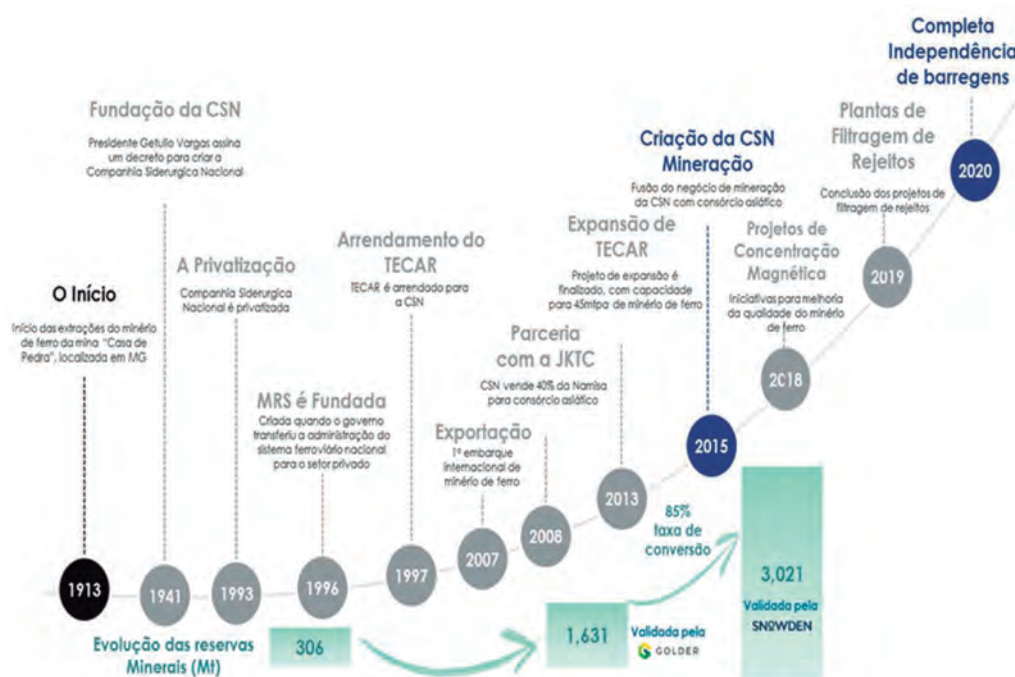 O Início
Início das extrações do minério
de ferro da mina "Casa de
Pedra", localizada em MG
1913
Fundação da CSN
Presidente Getulio Vargas assina
um decreto para criar a
Companhia Siderurgica Nacional
1941
A Privatização
Companhia Siderurgica
Nacional é privatizada
1993
MRS é Fundada
Criada quando o governo
transferiu a administração do
sistema ferroviário nacional
para o setor privado
1996
Arrendamento do
TECAR
TECAR é arrendado para
a CSN
1997
Exportação
1º embarque
internacional de
minério de ferro
2007
Parceria
com a JKTC
CSN vende 40% da Namisa
para consórcio asiático
2008
Expansão de
TECAR
Projeto de expansão é
finalizado, com capacidade
para 45mtpa de minério de ferro
2013
Criação da CSN
Mineração
Fusão do negócio de mineração
da CSN com consórcio asiático
2015
Projetos de
Concentração
Magnética
Iniciativas para melhoria
da qualidade do minério
de ferro
2018
Plantas de
Filtragem de
Rejeitos
Conclusão dos projetos de
filtragem de rejeitos
2019
Completa
Independência
de barregens
2020
Evolução das reservas
Minerais (Mt)
306
1,631
Validada pela
GOLDER
85%
taxa de
conversão
3,021
Validada pela
SNOWDEN